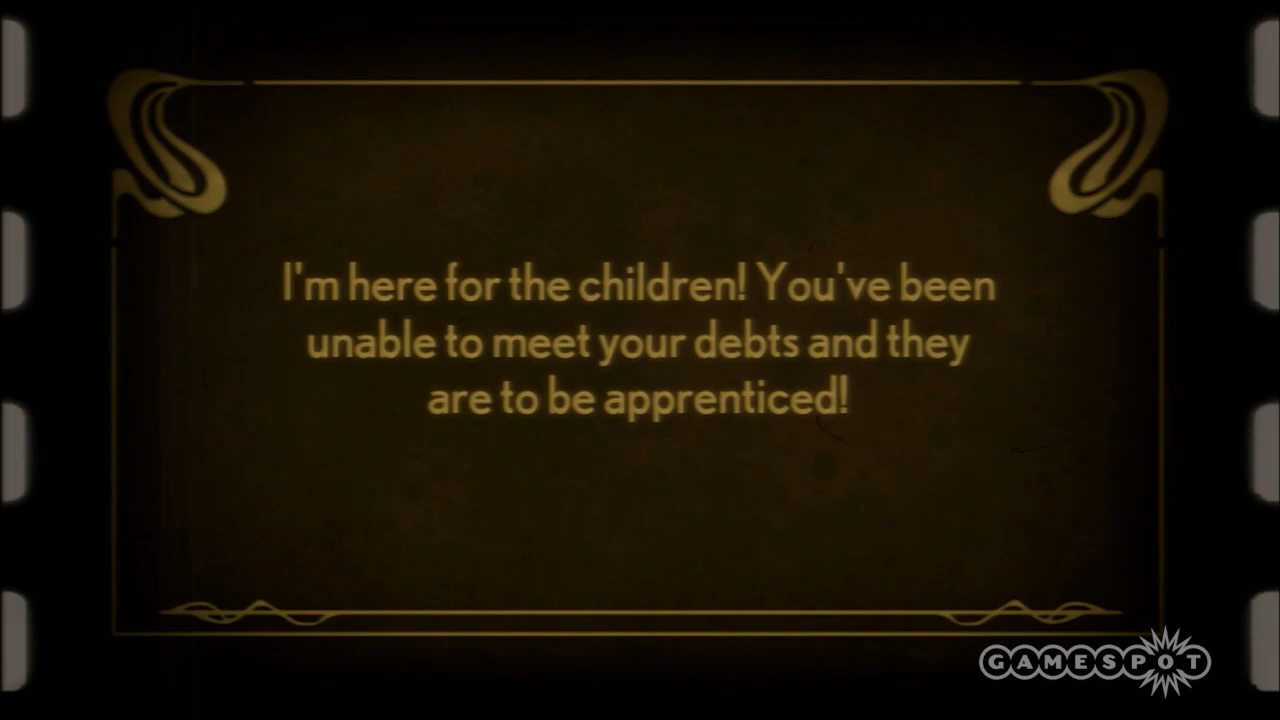 I'm here for the children! You've been
unable to meet your debts and they
are to be apprenticed!
GAMESPOT